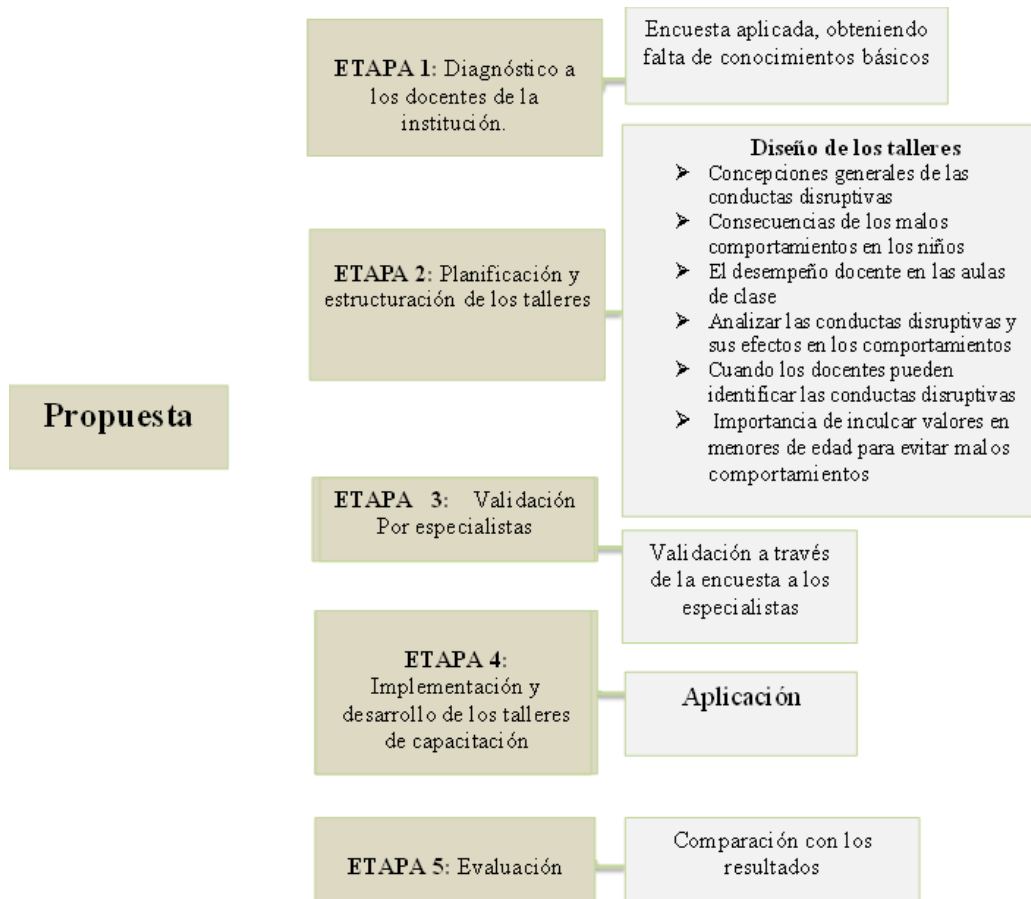 Propuesta
ETAPA 1: Diagnóstico a
los docentes de la
institución.
Encuesta aplicada, obteniendo
falta de conocimientos básicos
ETAPA 2: Planificación y
estructuración de los talleres
Diseño de los talleres
➤ Concepciones generales de las
conductas disruptivas
➤ Consecuencias de los malos
comportamientos en los niños
➤ El desempeño docente en las aulas
de clase
➤ Analizar las conductas disruptivas y
sus efectos en los comportamientos
➤ Cuando los docentes pueden
identificar las conductas disruptivas
➤ Importancia de inculcar valores en
menores de edad para evitar malos
comportamientos
ETAPA 3: Validación
Por especialistas
Validación a través
de la encuesta a los
especialistas
ETAPA 4:
Implementación y
desarrollo de los talleres
de capacitación
Aplicación
ETAPA 5: Evaluación
Comparación con los
resultados